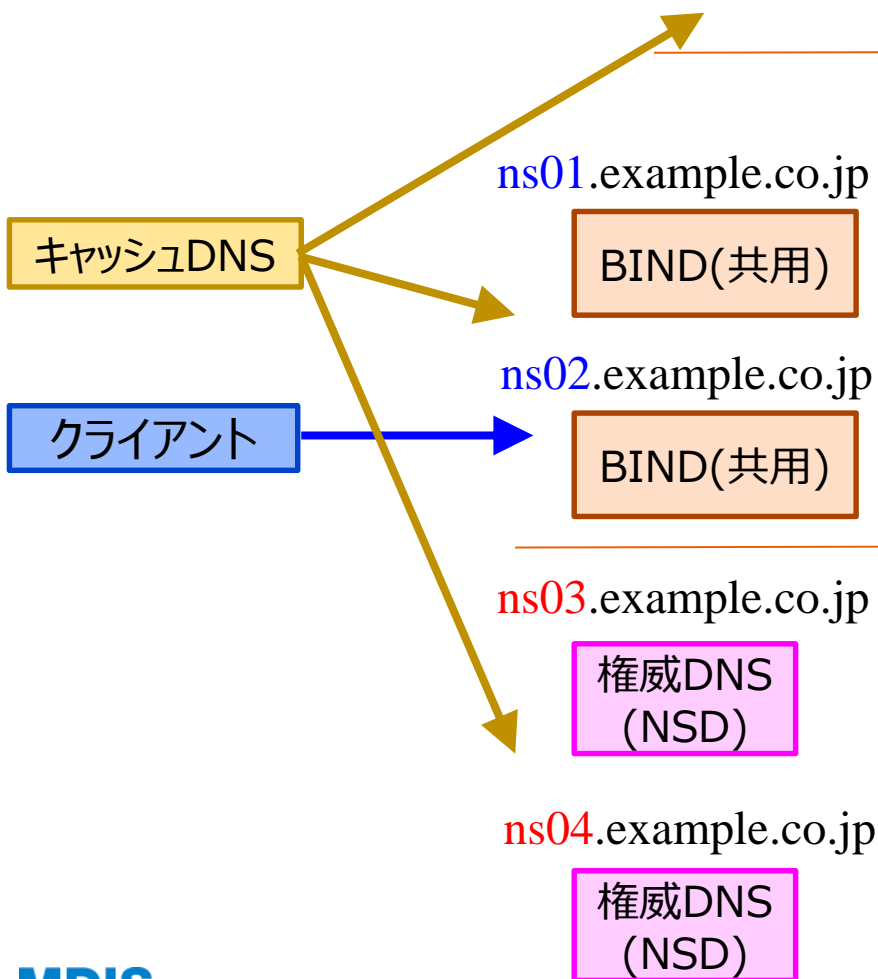 ns01.example.co.jp
キャッシュDNS
BIND(共用)
ns02.example.co.jp
クライアント
BIND(共用)
ns03.example.co.jp
権威DNS
(NSD)
ns04.example.co.jp
権威DNS
(NSD)
MDIS